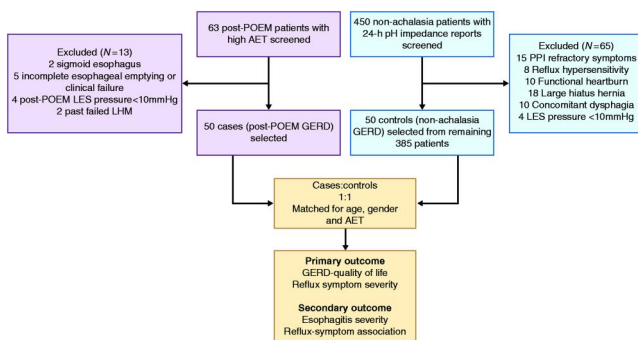 63 post-POEM patients with
high AET screened
450 non-achalasia patients with
24-h pH impedance reports
screened
Excluded (N=13)
2 sigmoid esophagus
5 incomplete esophageal emptying or
clinical failure
4 post-POEM LES pressure<10mmHg
2 past failed LHM
Excluded (N=65)
15 PPI refractory symptoms
8 Reflux hypersensitivity
10 Functional heartburn
18 Large hiatus hernia
10 Concomitant dysphagia
4 LES pressure <10mmHg
50 cases (post-POEM GERD)
selected
50 controls (non-achalasia
GERD) selected from remaining
385 patients
Cases:controls
1:1
Matched for age, gender
and AET
Primary outcome
GERD-quality of life
Reflux symptom severity
Secondary outcome
Esophagitis severity
Reflux-symptom association